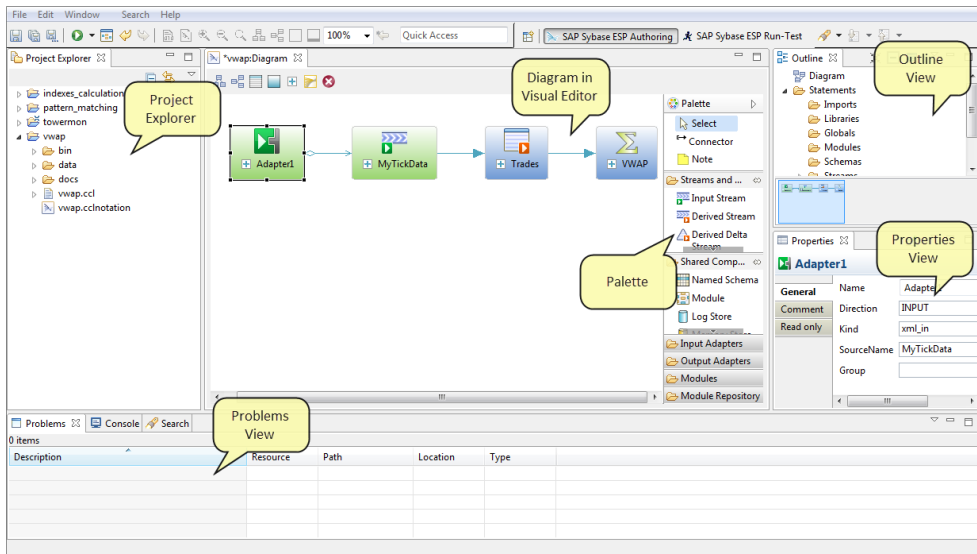 File Edit Window Search Help
100% Quick Access SAP Sybase ESP Authoring SAP Sybase ESP Run-Test
Project Explorer
indexes_calculation
pattern_matching
towermon
vwap
bin
data
docs
vwap.ccl
vwap.cclnotation
Project
Explorer
*vwap:Diagram
Adapter1
MyTickData
Trades
VWAP
Diagram in
Visual Editor
Palette
Select
Connector
Note
Streams and ...
Input Stream
Derived Stream
Derived Delta
Stream
Shared Comp...
Named Schema
Module
Log Store
Input Adapters
Output Adapters
Modules
Module Repository
Palette
Outline
Diagram
Statements
Imports
Libraries
Globals
Modules
Schemas
Streams
Outline
View
Properties
Adapter1
General
Comment
Read only
Name Adapte
Direction INPUT
Kind xml_in
SourceName MyTickData
Group
Properties
View
Problems Console Search
0 items
Description Resource Path Location Type
Problems
View